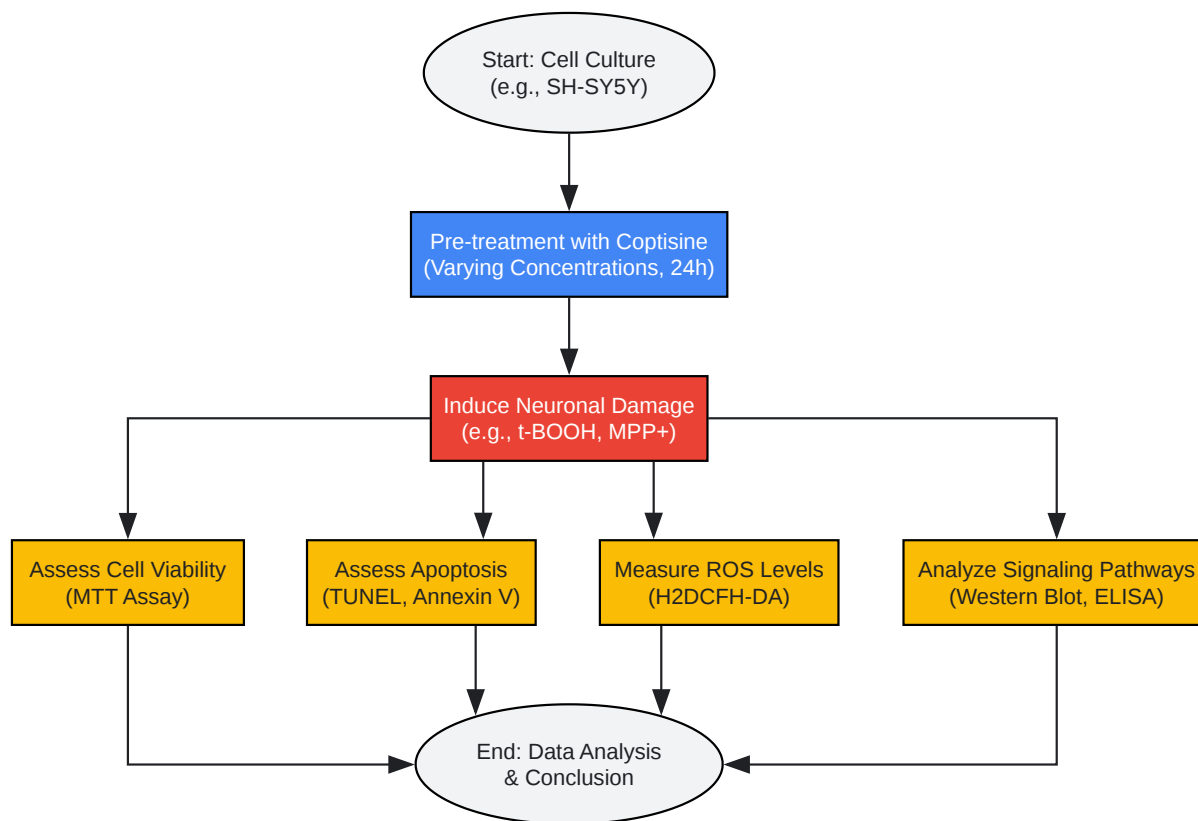 Start: Cell Culture
(e.g., SH-SY5Y)
Pre-treatment with Coptisine
(Varying Concentrations, 24h)
Induce Neuronal Damage
(e.g., t-BOOH, MPP+)
Assess Cell Viability
(MTT Assay)
Assess Apoptosis
(TUNEL, Annexin V)
Measure ROS Levels
(H2DCFH-DA)
Analyze Signaling Pathways
(Western Blot, ELISA)
End: Data Analysis
& Conclusion